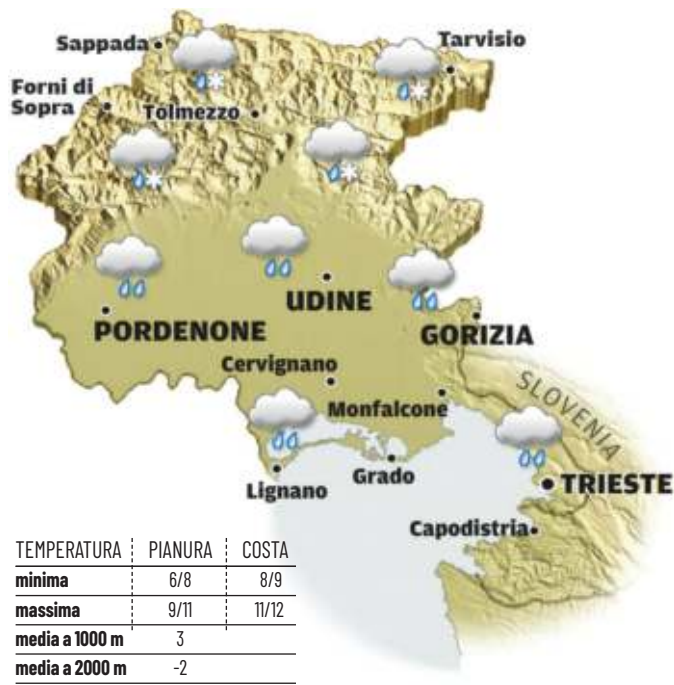 Sappada
Tarvisio
Forni di
Sopra
Tolmezzo
UDINE
PORDENONE
GORIZIA
Cervignano
SLOVENIA
Monfalcone
Grado
Lignano
TRIESTE
Capodistria
TEMPERATURA PIANURA COSTA
minima 6/8 8/9
massima 9/11 11/12
media a 1000 m 3
media a 2000 m -2